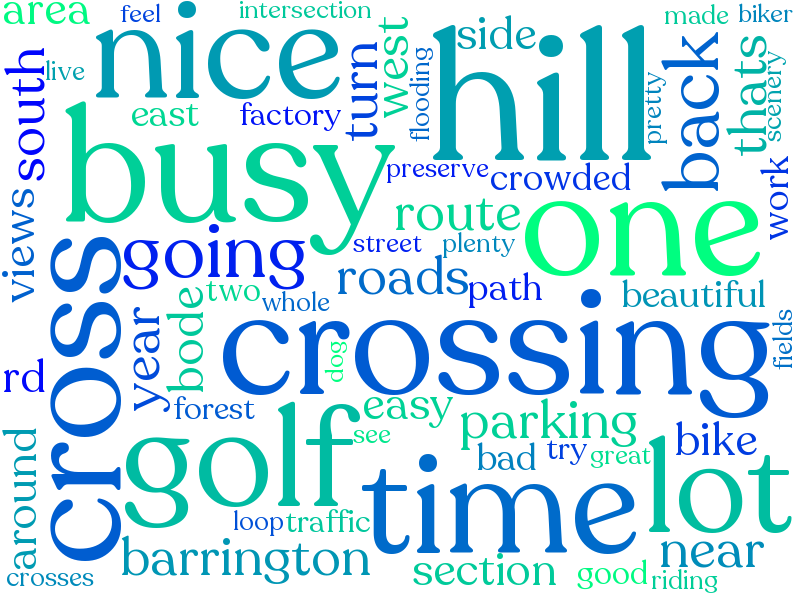 area
feel
intersection
made
biker
nice
hill
side
live
south
east
factory
turn
west
flooding
pretty
back
thats
scenery
busy
preserve
crowded
work
views
going
route
one
street
plenty
roads
path
beautiful
two
whole
cross
bode
year
crossing
dog
fields
rd
forest
easy
see
parking
golf
bad
try
great
bike
around
time
lot
loop
traffic
barrington
near
section
good
riding
crosses